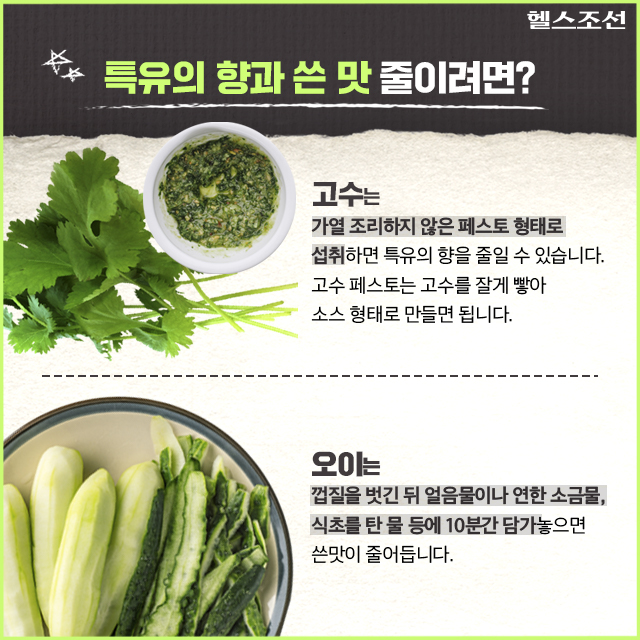 헬스조선
특유의 향과 쓴 맛 줄이려면?
고수는
가열 조리하지 않은 페스토 형태로
섭취하면 특유의 향을 줄일 수 있습니다.
고수 페스토는 고수를 잘게 빻아
소스 형태로 만들면 됩니다.
오이는
껍질을 벗긴 뒤 얼음물이나 연한 소금물,
식초를 탄 물 등에 10분간 담가놓으면
쓴맛이 줄어듭니다.